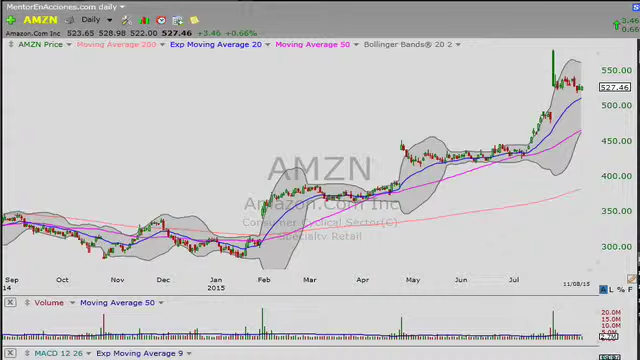 MentorEnAcciones.com daily
AMZN Daily
Amazon.Com Inc 523.65 528.98 522.00 527.46 +3.46 +0.66%
+3.46
0.66
AMZN Price Moving Average 200 Exp Moving Average 20 Moving Average 50 Bollinger Bands® 20 2
550.00
527.46
500.00
450.00
400.00
350.00
300.00
AMZN
Amazon.Com Inc
Consumer Cyclical Sector(C)
Specialty Retail
Sep Oct Nov Dec 2015 Feb Mar Apr May Jun Jul 11/08/15
14
A L % F
Volume Moving Average 50
20.0M
15.0M
10.0M
MACD 12 26 Exp Moving Average 9